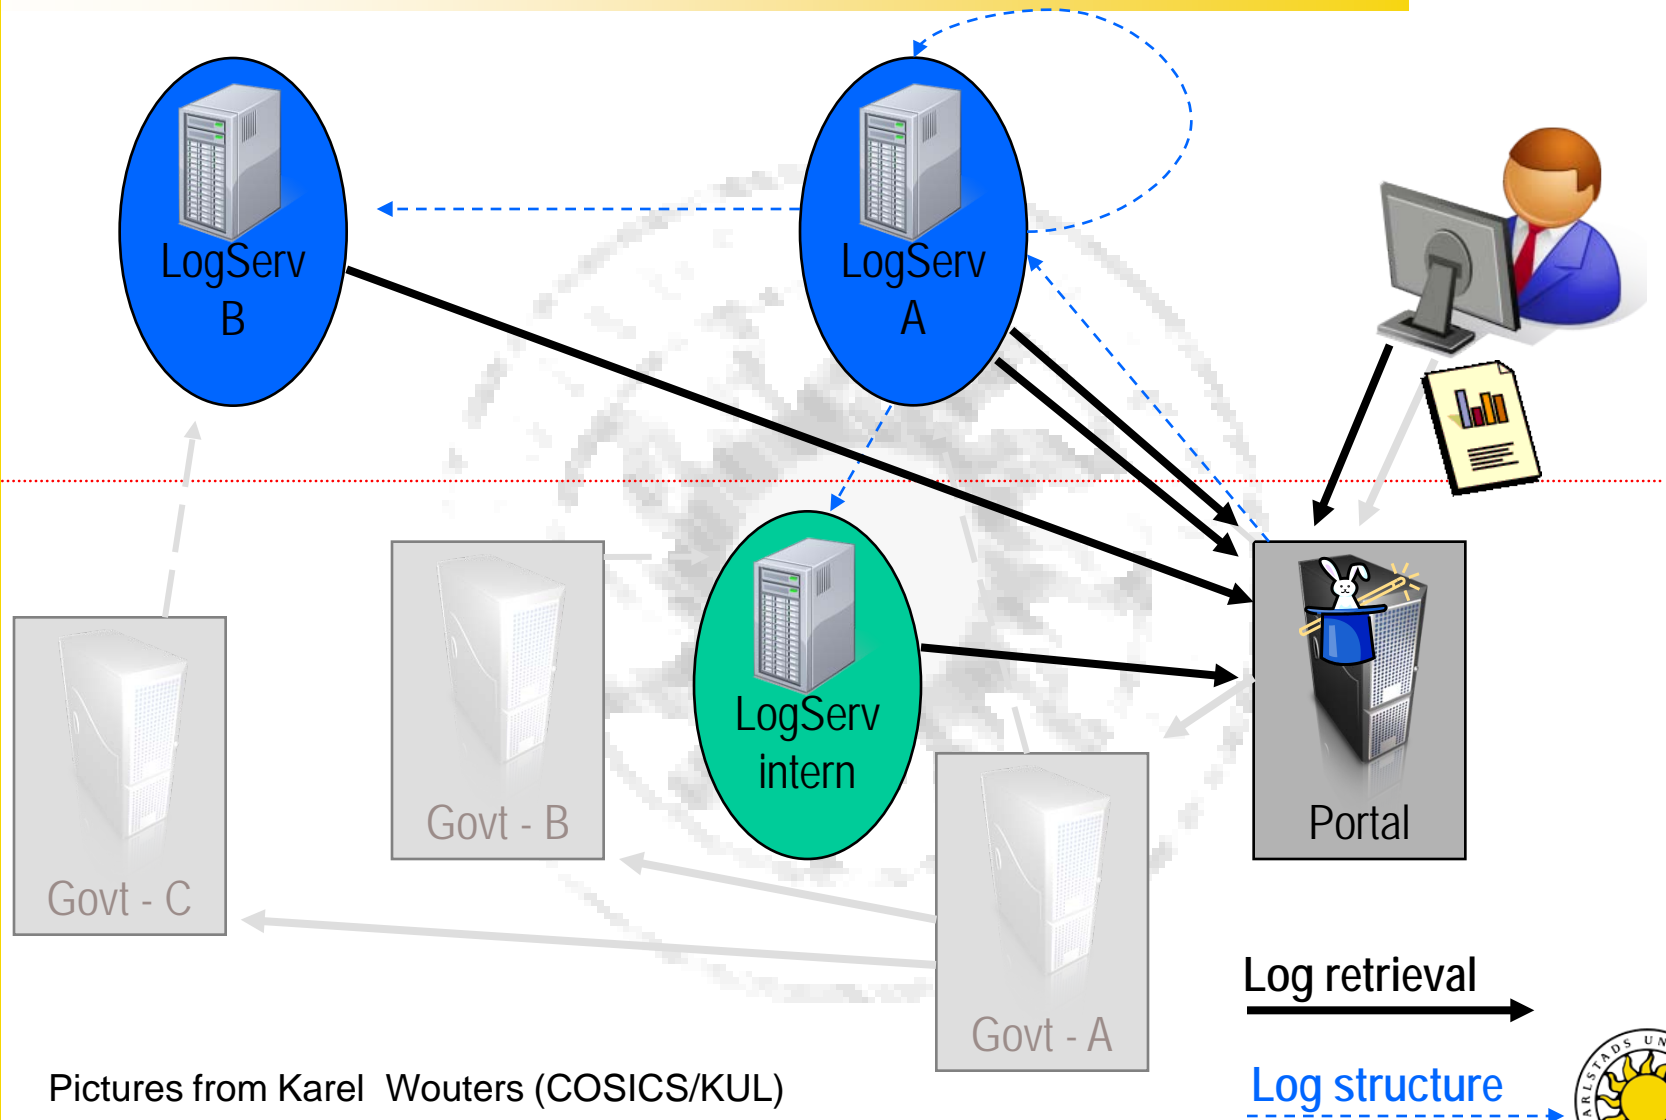 LogServ
B
LogServ
A
LogServ
intern
Govt - B
Govt - C
Govt - A
Portal
Log retrieval
Log structure
Pictures from Karel Wouters (COSICS/KUL)